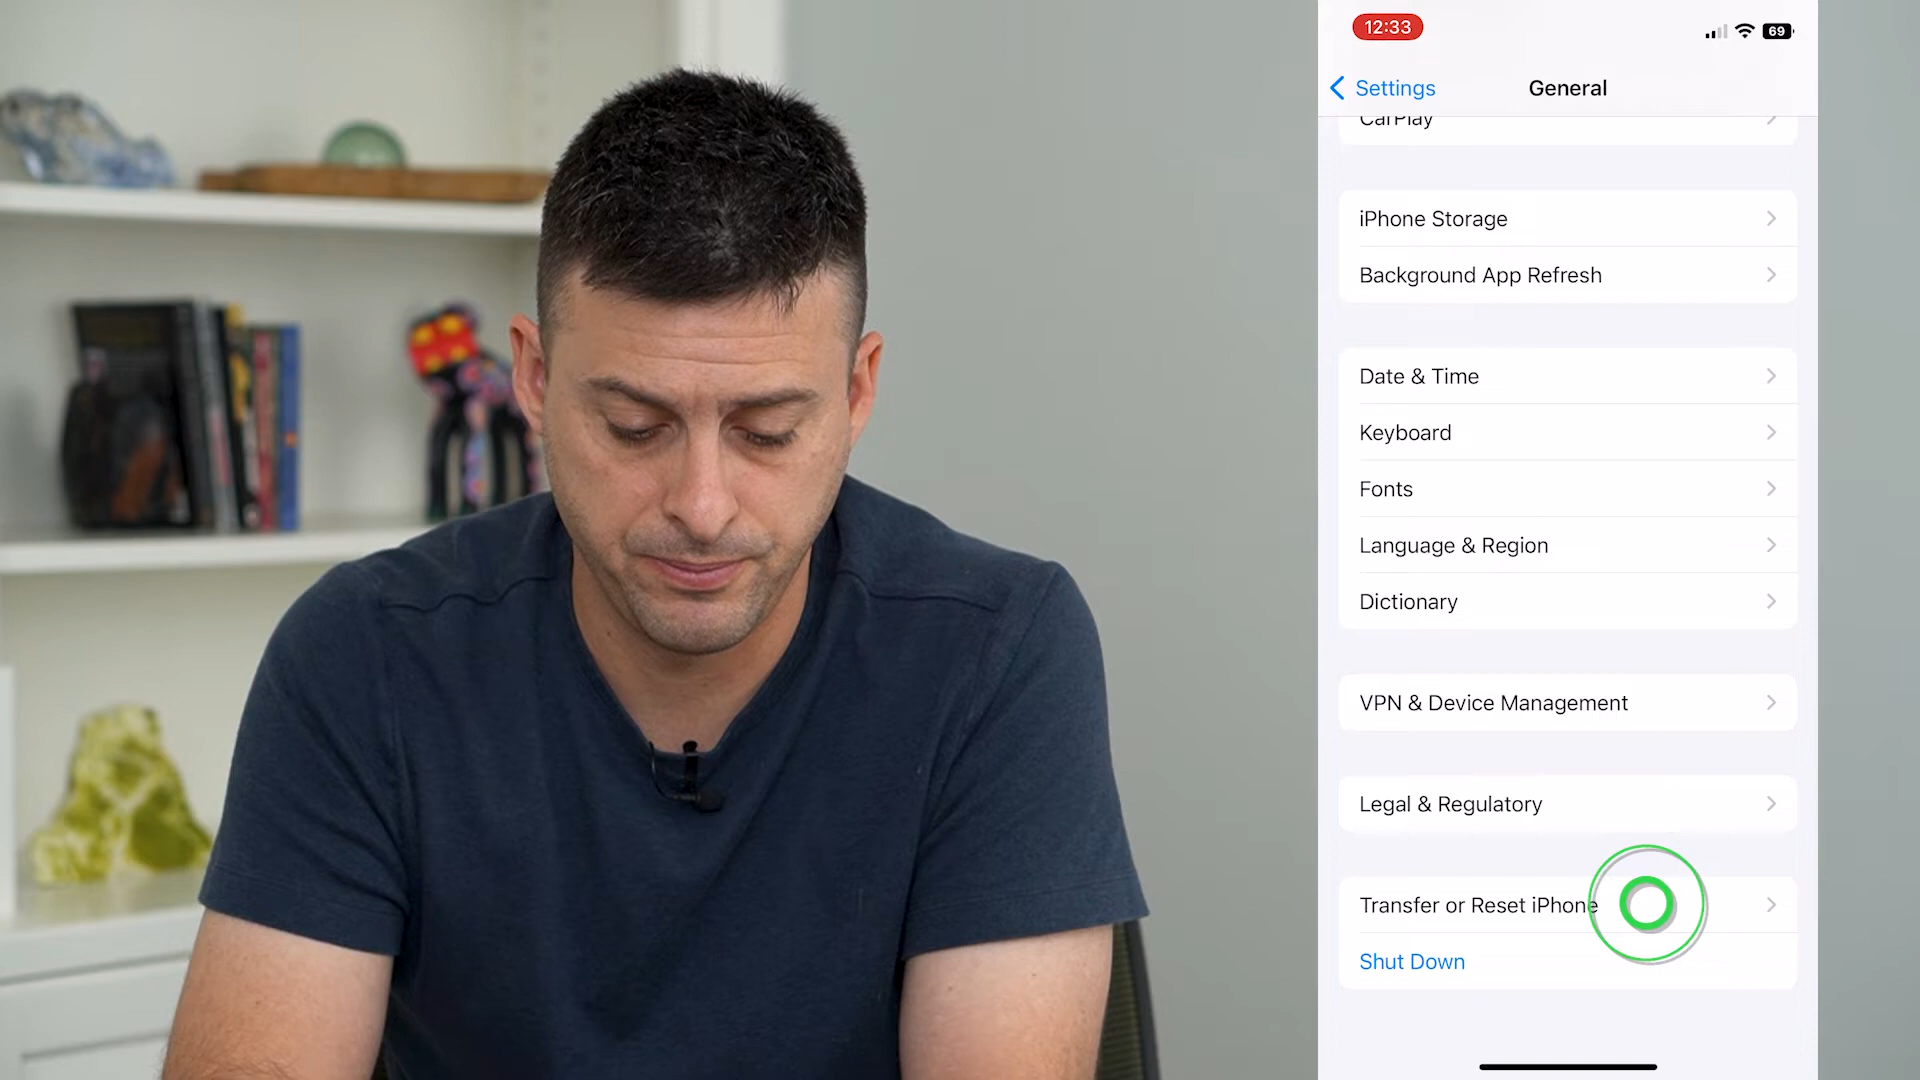 12:33
69
Settings
General
CarPlay
iPhone Storage
Background App Refresh
Date & Time
Keyboard
Fonts
Language & Region
Dictionary
VPN & Device Management
Legal & Regulatory
Transfer or Reset iPhone
Shut Down